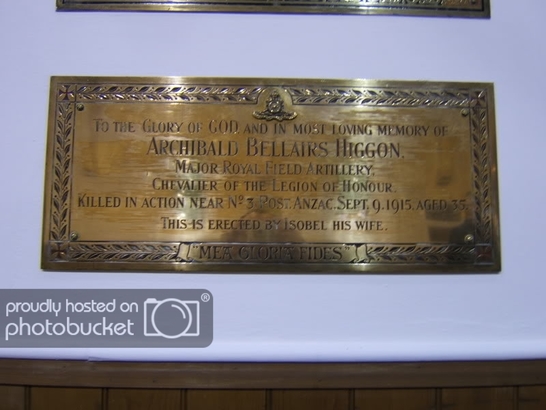 TO THE GLORY OF GOD AND IN MOST LOVING MEMORY OF
ARCHIBALD BELLAIRS HIGGON.
MAJOR ROYAL FIELD ARTILLERY,
CHEVALIER OF THE LEGION OF HONOUR.
KILLED IN ACTION NEAR No 3 POST. ANZAC. SEPT. 9. 1915. AGED 35.
THIS IS ERECTED BY ISOBEL HIS WIFE.
"MEA GLORIA FIDES"
proudly hosted on
photobucket®